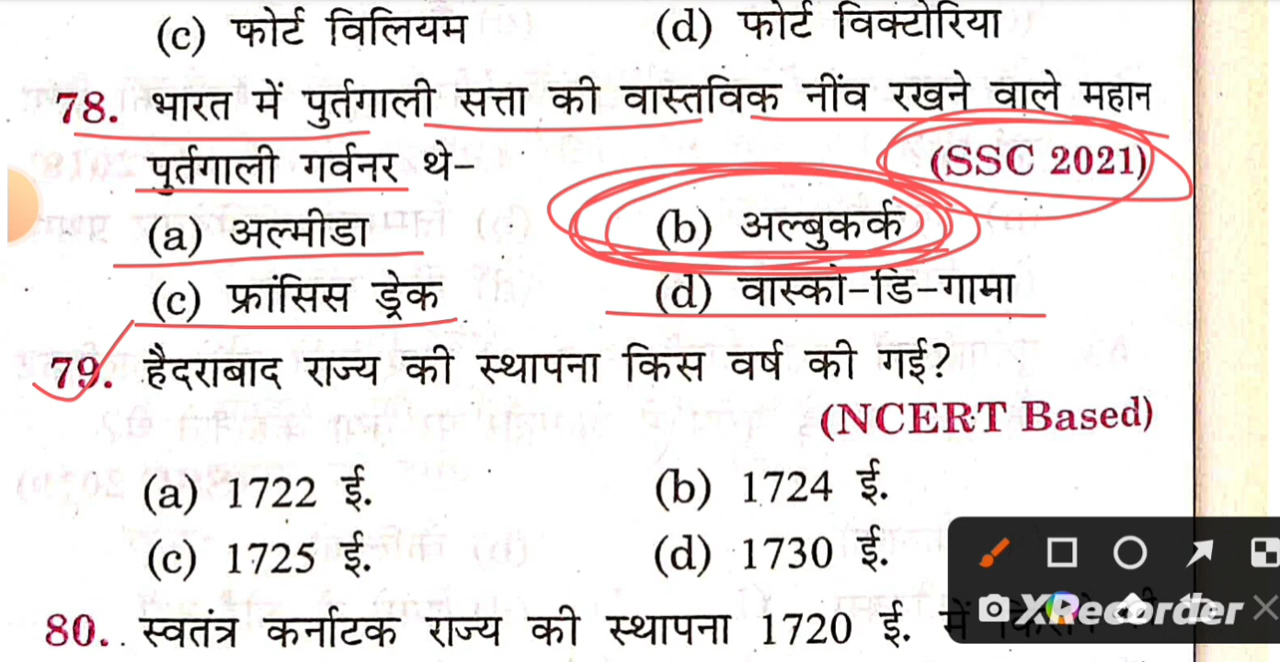 (c) फोर्ट विलियम (d) फोर्ट विक्टोरिया
78. भारत में पुर्तगाली सत्ता की वास्तविक नींव रखने वाले महान
पुर्तगाली गर्वनर थे–
(SSC 2021)
(a) अल्मीडा (b) अल्बुकर्क
(c) फ्रांसिस ड्रेक (d) वास्को-डि-गामा
79. हैदराबाद राज्य की स्थापना किस वर्ष की गई?
(NCERT Based)
(a) 1722 ई. (b) 1724 ई.
(c) 1725 ई. (d) 1730 ई.
80. स्वतंत्र कर्नाटक राज्य की स्थापना 1720 ई. में
XRecorder